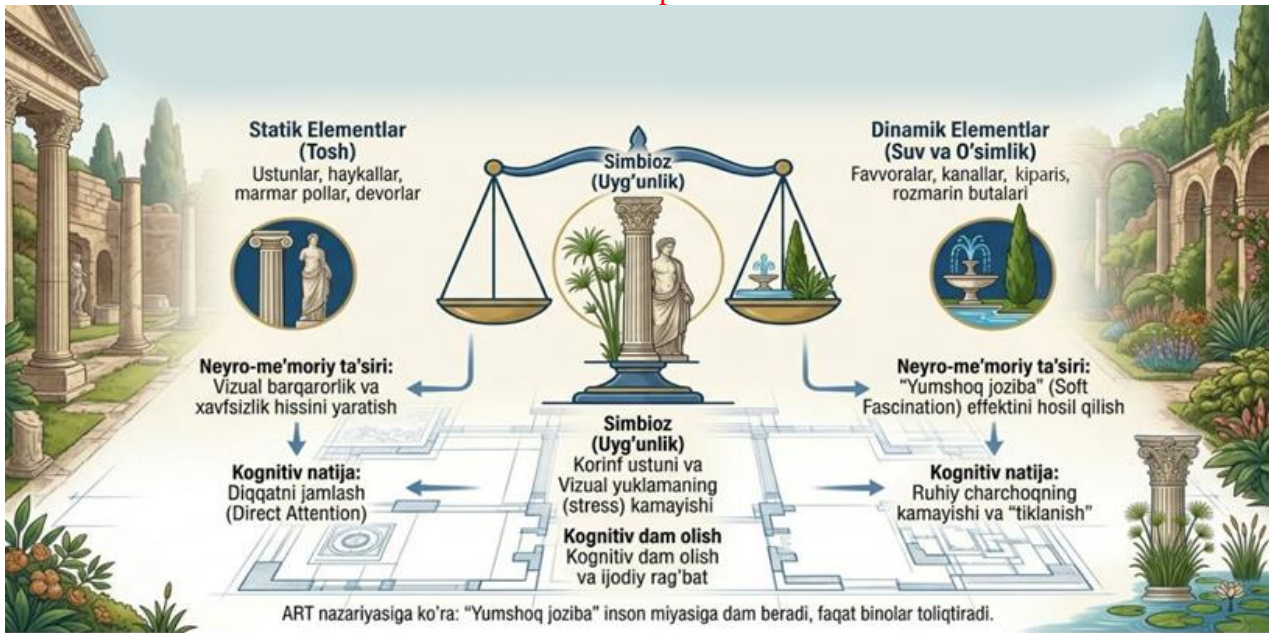 Statik Elementlar
(Tosh)
Ustunlar, haykallar,
marmar pollar, devorlar
Simbioz
(Uyg'unlik)
Dinamik Elementlar
(Suv va O'simlik)
Favvoralar, kanallar, kiparis,
rozmarin butalari
Neyro-me'moriy ta'siri:
Vizual barqarorlik va
xavfsizlik hissini yaratish
Kognitiv natija:
Diqqatni jamlash
(Direct Attention)
Simbioz
(Uyg'unlik)
Korinf ustuni va
Vizual yuklamaning
(stress) kamayishi
Kognitiv dam olish
Kognitiv dam olish
va ijodiy rag'bat
Neyro-me'moriy ta'siri:
"Yumshoq joziba" (Soft
Fascination) effektini hosil qilish
Kognitiv natija:
Ruhiy charchoqning
kamayishi va "tiklanish"
ART nazariyasiga ko'ra: "Yumshoq joziba" inson miyasiga dam beradi, faqat binolar toliqtiradi.